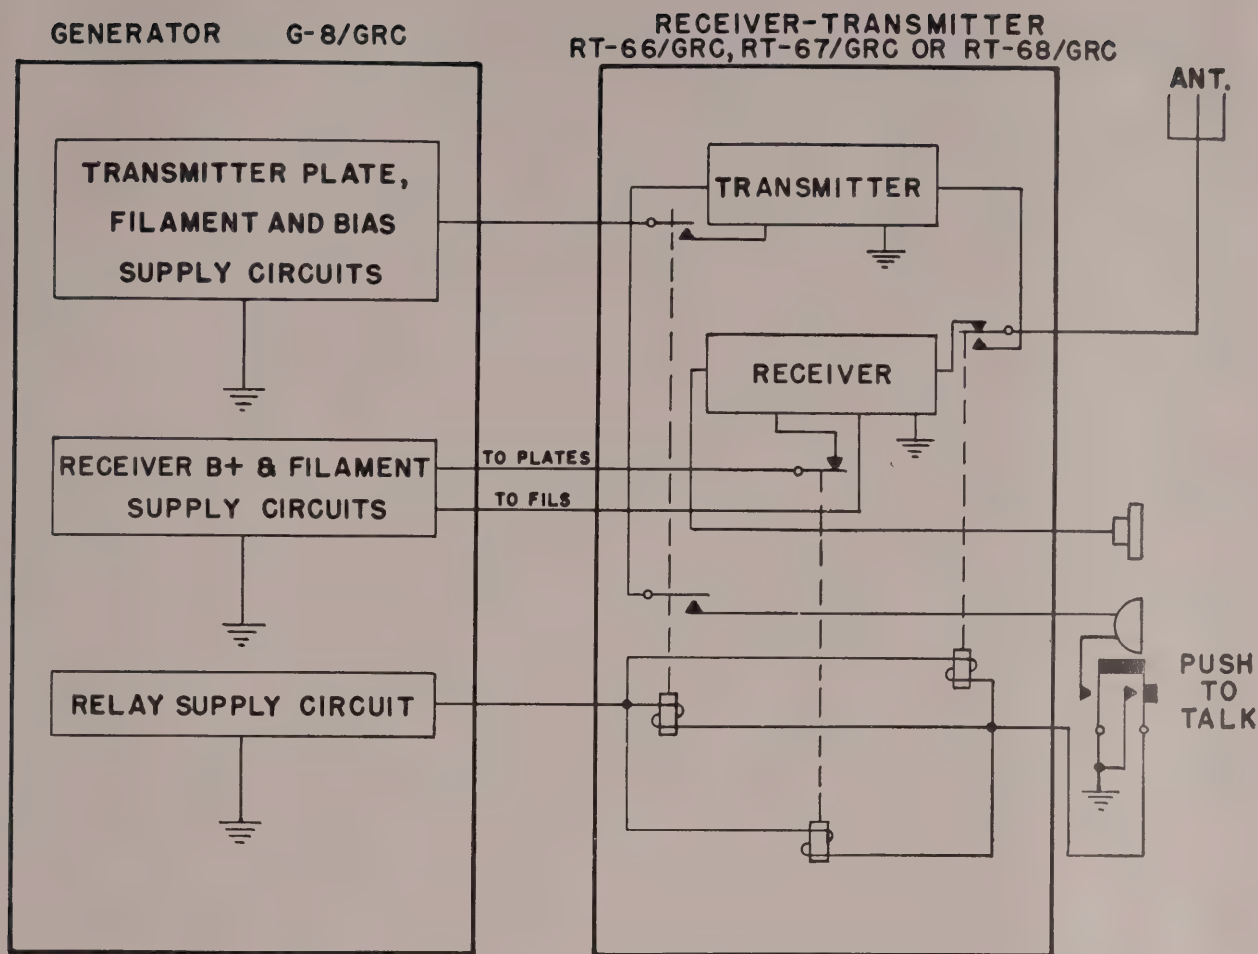 GENERATOR G-8/GRC
RECEIVER-TRANSMITTER
RT-66/GRC, RT-67/GRC OR RT-68/GRC
ANT.
TRANSMITTER PLATE,
FILAMENT AND BIAS
SUPPLY CIRCUITS
TRANSMITTER
RECEIVER
RECEIVER B+ & FILAMENT
SUPPLY CIRCUITS
TO PLATES
TO FILS
RELAY SUPPLY CIRCUIT
PUSH
TO
TALK